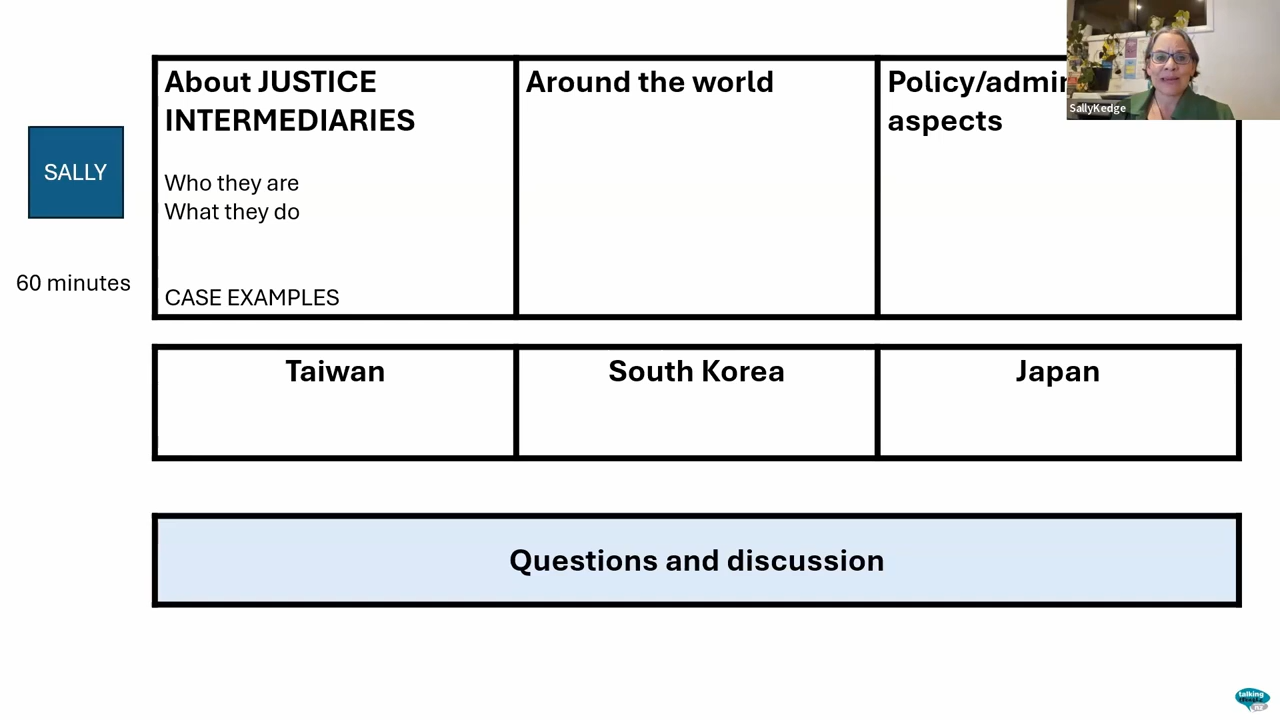 About JUSTICE
INTERMEDIARIES
Who they are
What they do
CASE EXAMPLES
Around the world
aspects
SallyKedge
SALLY
60 minutes
Taiwan
South Korea
Japan
Questions and discussion
talking